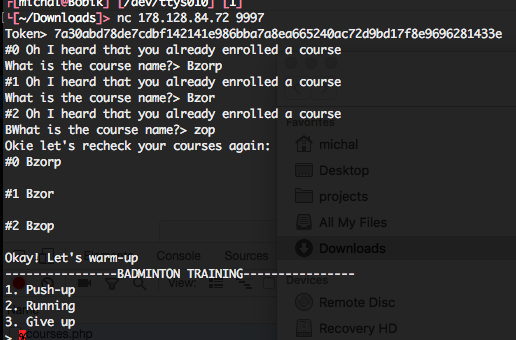 [michal@Bobik] [/dev/ttys010] [1]
[~/Downloads]> nc 178.128.84.72 9997
Token> 7a30abd78de7cdbf142141e986bba7a8ea665240ac72d9bd17f8e9696281433e
#0 Oh I heard that you already enrolled a course
What is the course name?> Bzorp
#1 Oh I heard that you already enrolled a course
What is the course name?> Bzor
#2 Oh I heard that you already enrolled a course
BWhat is the course name?> zop
Okie let's recheck your courses again:
#0 Bzorp
#1 Bzor
#2 Bzop
Okay! Let's warm-up
----------------BADMINTON TRAINING----------------
1. Push-up
2. Running
3. Give up
>
Favorites
michal
Desktop
projects
All My Files
Downloads
Devices
Remote Disc
Recovery HD
Console
Sources
View:
courses.php